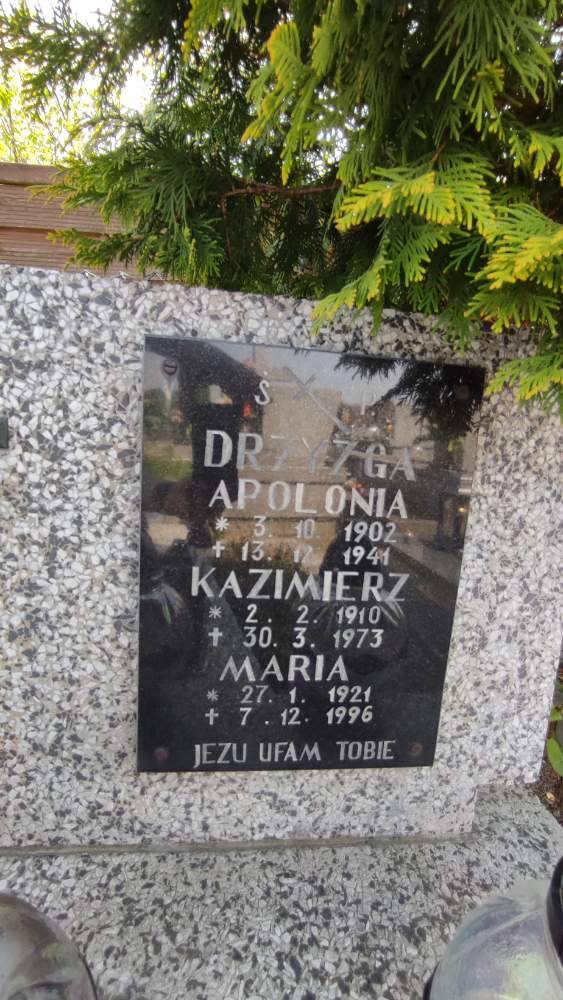 Ś P
DRZYZGA
APOLONIA
* 3. 10. 1902
† 13. 12. 1941
KAZIMIERZ
* 2. 2. 1910
† 30. 3. 1973
MARIA
* 27. 1. 1921
† 7. 12. 1996
JEZU UFAM TOBIE